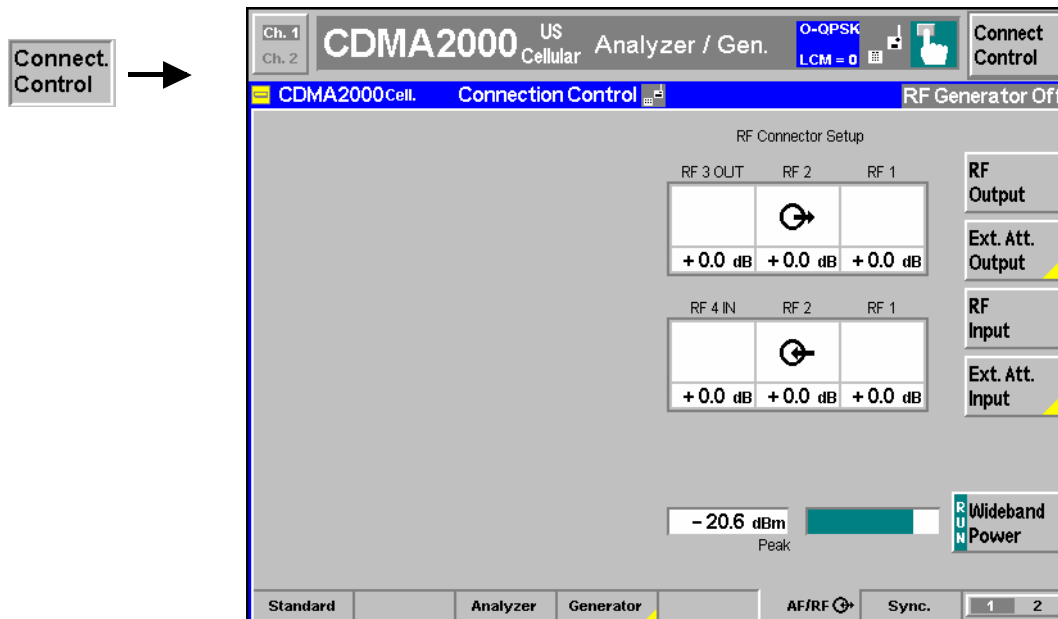 Connect.
Control
Ch. 1
Ch. 2
CDMA2000 US Cellular Analyzer / Gen.
O-QPSK
LCM = 0
Connect
Control
CDMA2000 Cell. Connection Control RF Generator Off
RF Connector Setup
RF 3 OUT RF 2 RF 1
+ 0.0 dB + 0.0 dB + 0.0 dB
RF
Output
Ext. Att.
Output
RF 4 IN RF 2 RF 1
+ 0.0 dB + 0.0 dB + 0.0 dB
RF
Input
Ext. Att.
Input
– 20.6 dBm
Peak
RUN
Wideband
Power
Standard Analyzer Generator AF/RF Sync. 1 2